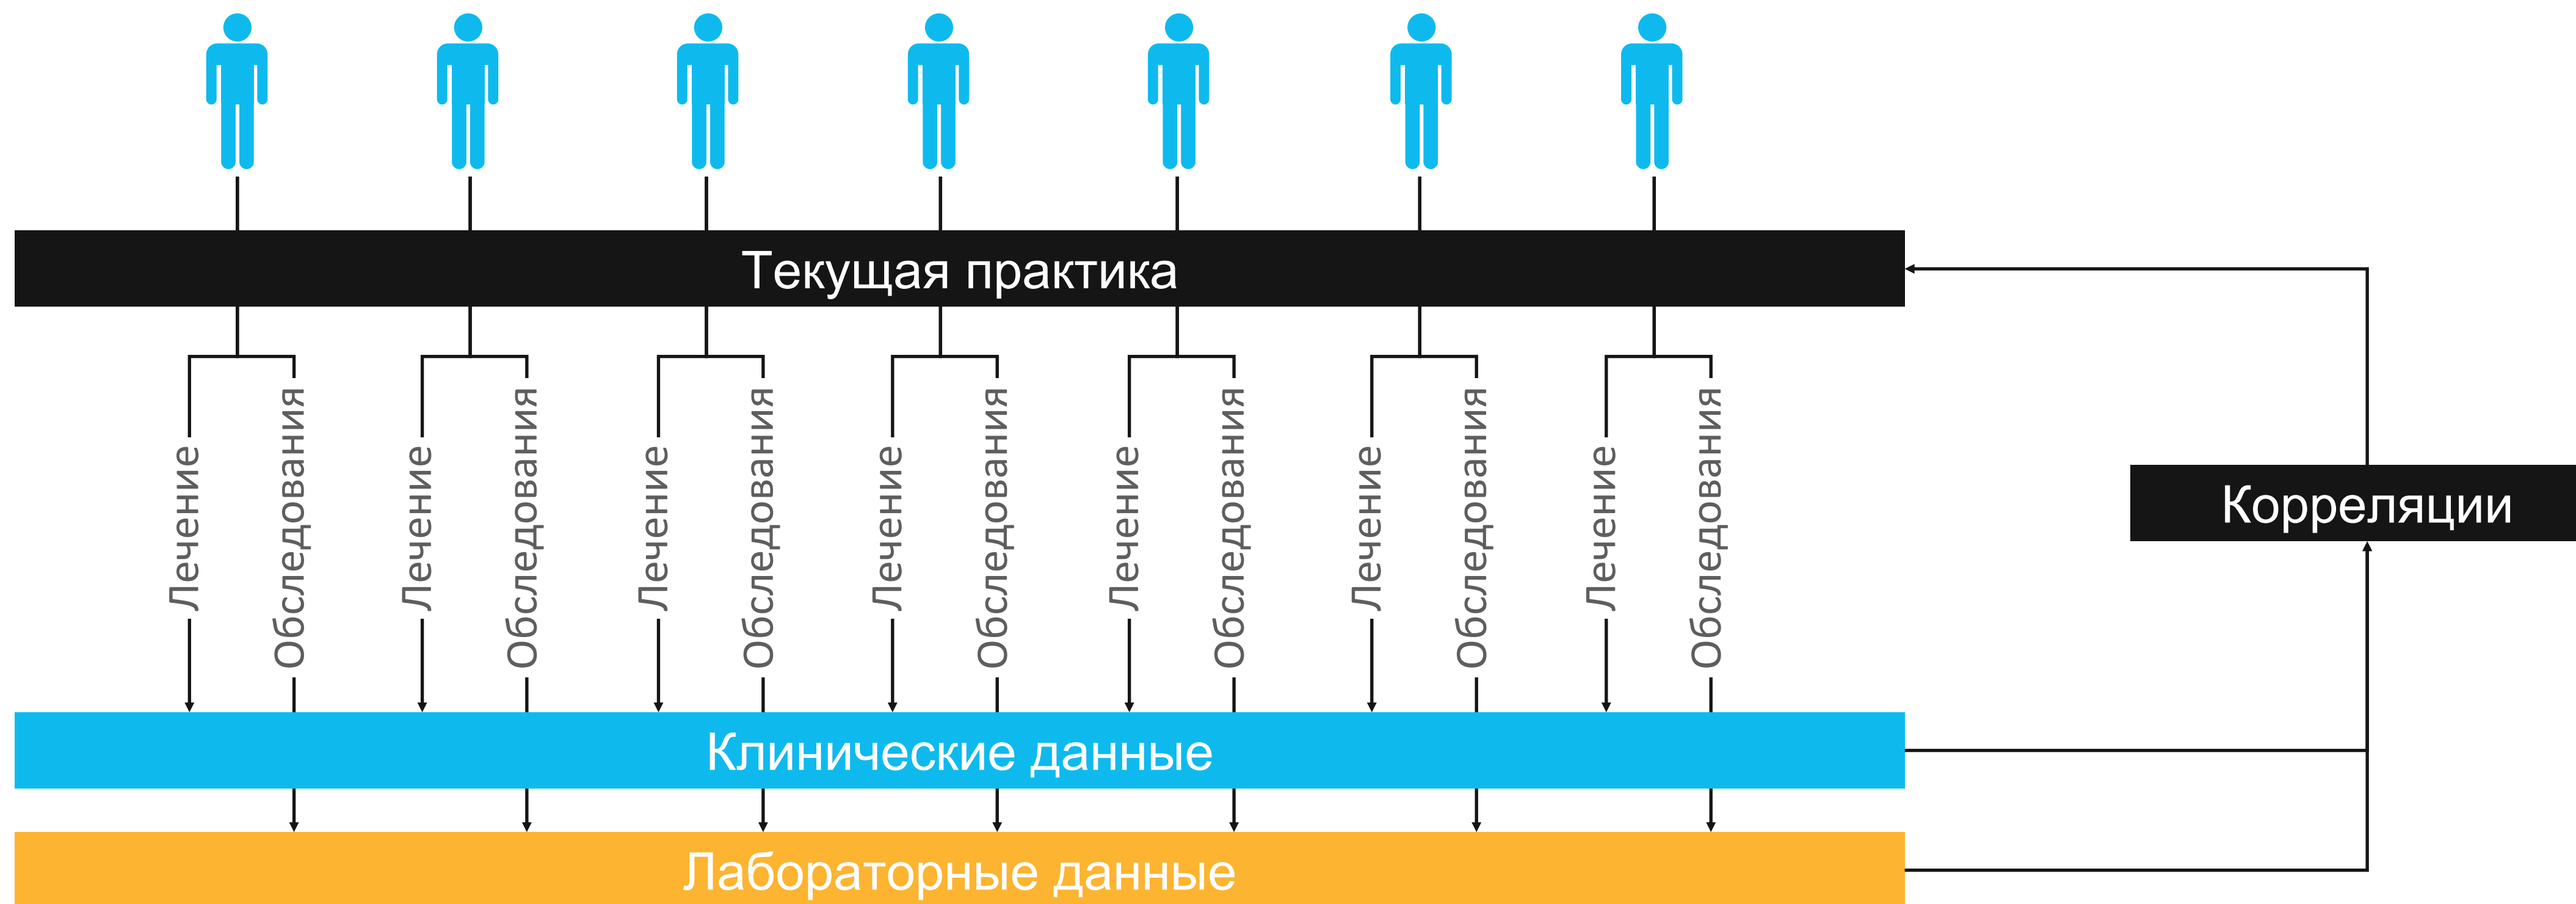 Текущая практика
Лечение
Обследования
Лечение
Обследования
Лечение
Обследования
Лечение
Обследования
Лечение
Обследования
Лечение
Обследования
Лечение
Обследования
Корреляции
Клинические данные
Лабораторные данные